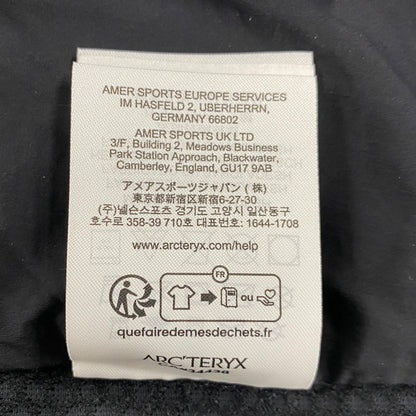 AMER SPORTS EUROPE SERVICES
IM HASFELD 2, UBERHERRN,
GERMANY 66802
AMER SPORTS UK LTD
3/F, Building 2, Meadows Business
Park Station Approach, Blackwater,
Camberley, England, GU17 9AB
アメアスポーツジャパン(株)
東京都新宿区新宿6-27-30
(주)넬슨스포츠 경기도 고양시 일산동구
호수로 358-39 710호 대표번호: 1644-1708
www.arcteryx.com/help
FR
ou
quefairedemesdechets.fr
ARC'TERYX